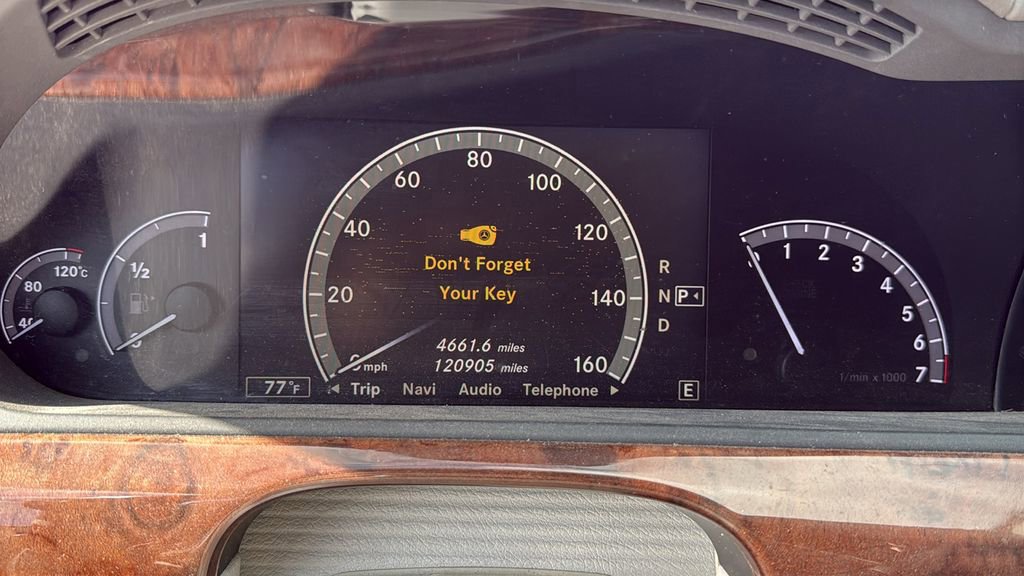 120°C
80
40
1
½
0
80
60
100
40
120
20
140
0 mph
160
Don't Forget
Your Key
4661.6 miles
120905 miles
77°F
Trip Navi Audio Telephone
R
N P
D
E
1
2
3
4
5
6
7
1/min x 1000